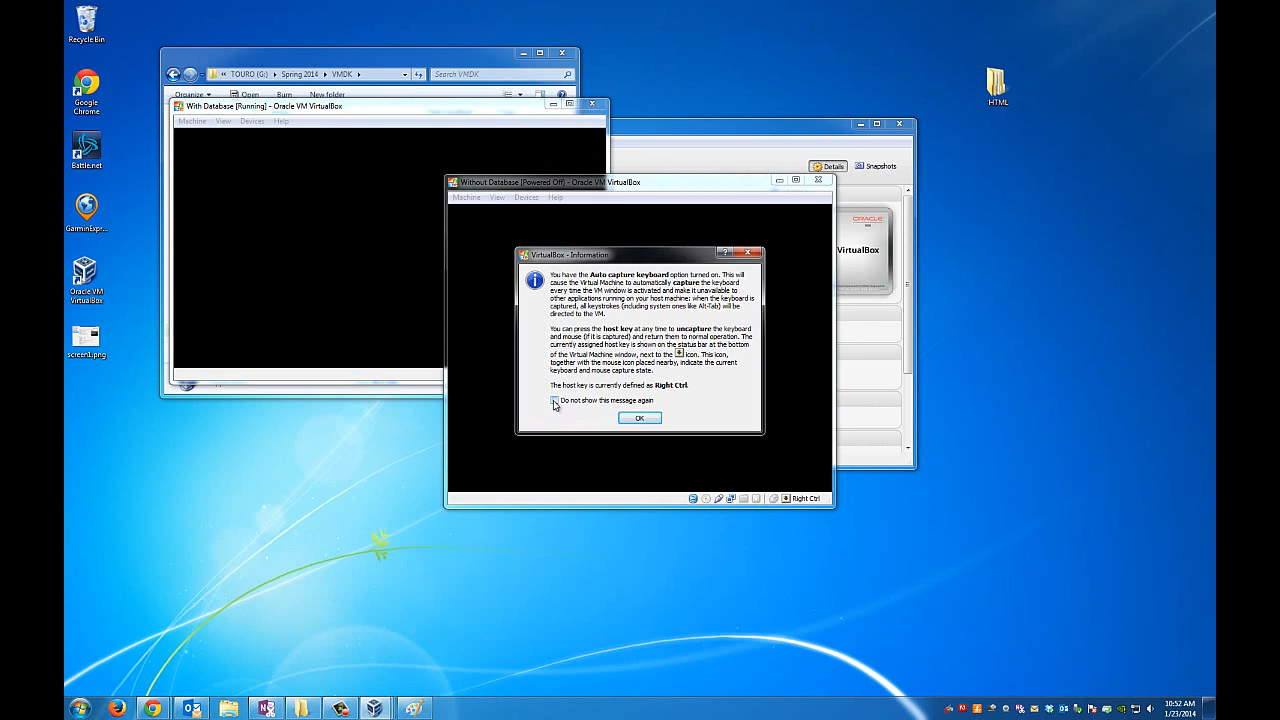 Recycle Bin
Google
Chrome
Battle.net
GarminExpr...
Oracle VM
VirtualBox
screen1.png
HTML
« TOURO (G:) Spring 2014 VMDK
Search VMDK
Organize Open Burn New folder
With Database [Running] - Oracle VM VirtualBox
Machine View Devices Help
Details Snapshots
ORACLE
VirtualBox
Without Database [Powered Off] - Oracle VM VirtualBox
Machine View Devices Help
VirtualBox - Information
You have the Auto capture keyboard option turned on. This will
cause the Virtual Machine to automatically capture the keyboard
every time the VM window is activated and make it unavailable to
other applications running on your host machine: when the keyboard is
captured, all keystrokes (including system ones like Alt-Tab) will be
directed to the VM.
You can press the host key at any time to uncapture the keyboard
and mouse (if it is captured) and return them to normal operation. The
currently assigned host key is shown on the status bar at the bottom
of the Virtual Machine window, next to the icon. This icon,
together with the mouse icon placed nearby, indicate the current
keyboard and mouse capture state.
The host key is currently defined as Right Ctrl.
Do not show this message again
OK
Right Ctrl
10:52 AM
1/23/2014